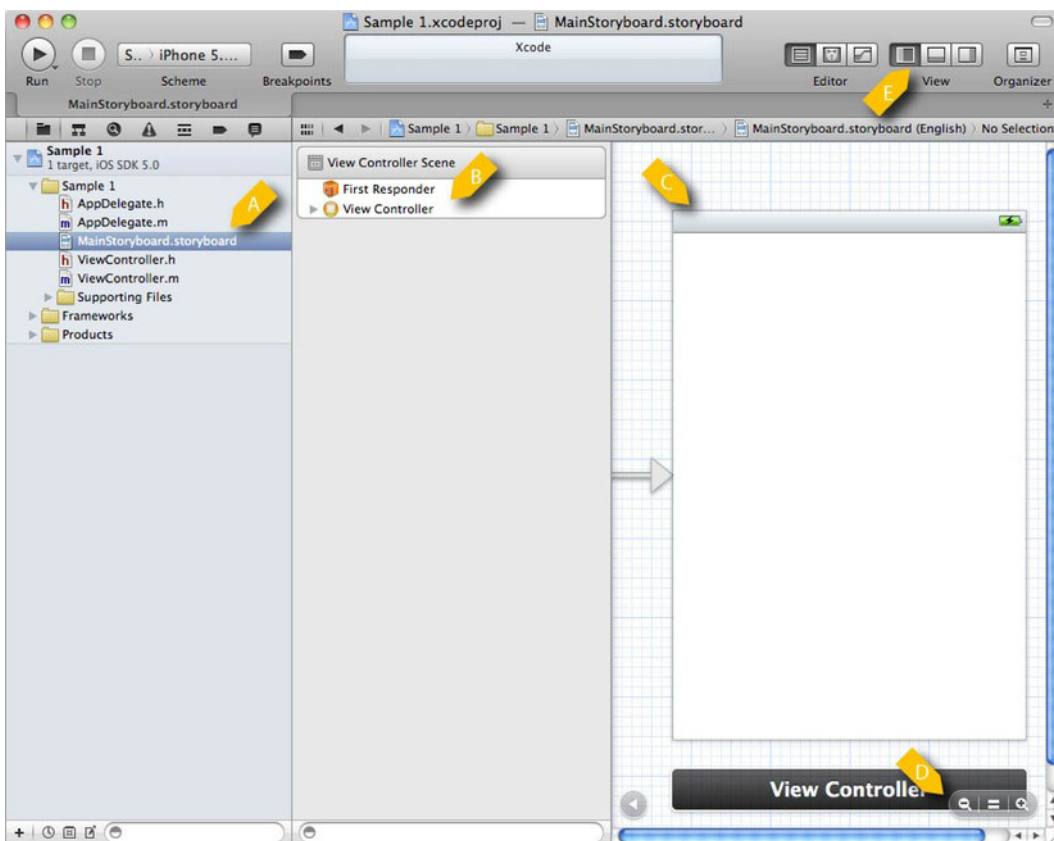 Sample 1.xcodeproj — MainStoryboard.storyboard
S.. › iPhone 5.... Xcode
Run Stop Scheme Breakpoints Editor View Organizer
E
MainStoryboard.storyboard
Sample 1 › Sample 1 › MainStoryboard.stor... › MainStoryboard.storyboard (English) › No Selection
Sample 1
1 target, iOS SDK 5.0
Sample 1
AppDelegate.h
AppDelegate.m
MainStoryboard.storyboard
ViewController.h
ViewController.m
Supporting Files
Frameworks
Products
A
View Controller Scene
First Responder
View Controller
B
C
D
View Controller